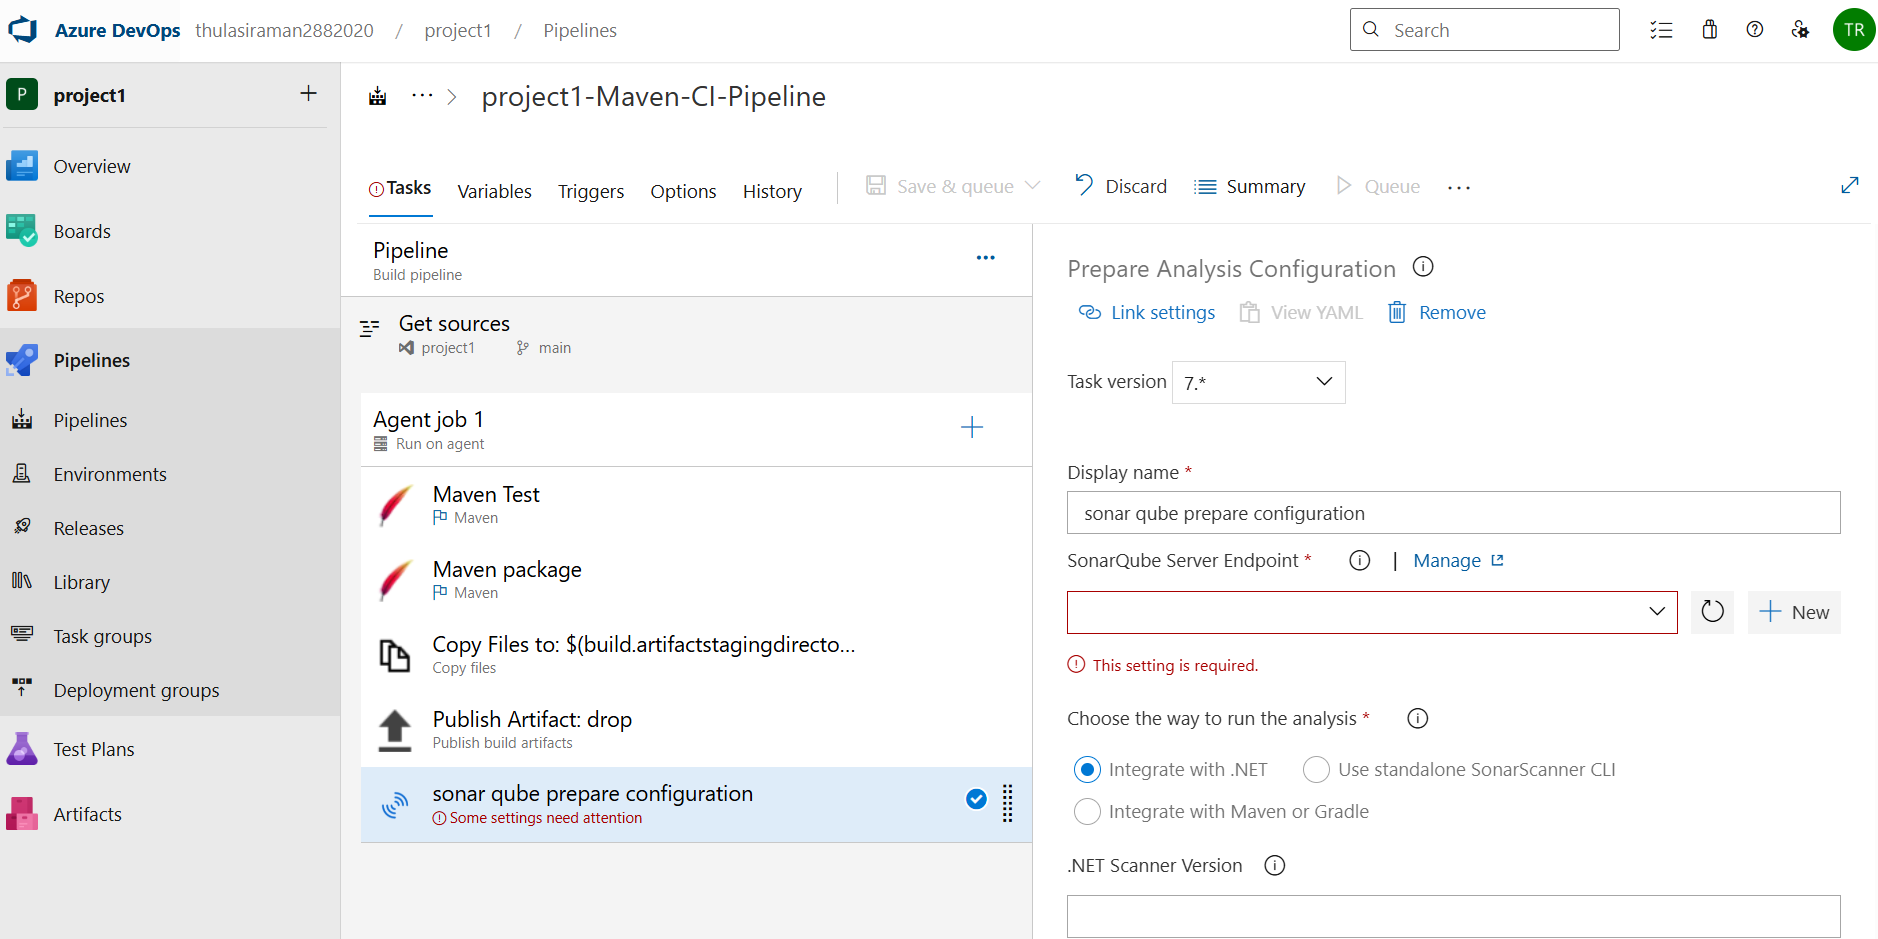 Azure DevOps thulasiraman2882020 / project1 / Pipelines Search TR
P project1 +
Overview
Boards
Repos
Pipelines
Pipelines
Environments
Releases
Library
Task groups
Deployment groups
Test Plans
Artifacts
··· > project1-Maven-CI-Pipeline
Tasks Variables Triggers Options History Save & queue Discard Summary Queue ···
Pipeline ···
Build pipeline
Get sources
project1 main
Agent job 1 +
Run on agent
Maven Test
Maven
Maven package
Maven
Copy Files to: $(build.artifactstagingdirecto...
Copy files
Publish Artifact: drop
Publish build artifacts
sonar qube prepare configuration
Some settings need attention
Prepare Analysis Configuration
Link settings View YAML Remove
Task version 7.*
Display name *
sonar qube prepare configuration
SonarQube Server Endpoint * | Manage
+ New
This setting is required.
Choose the way to run the analysis *
Integrate with .NET Use standalone SonarScanner CLI
Integrate with Maven or Gradle
.NET Scanner Version